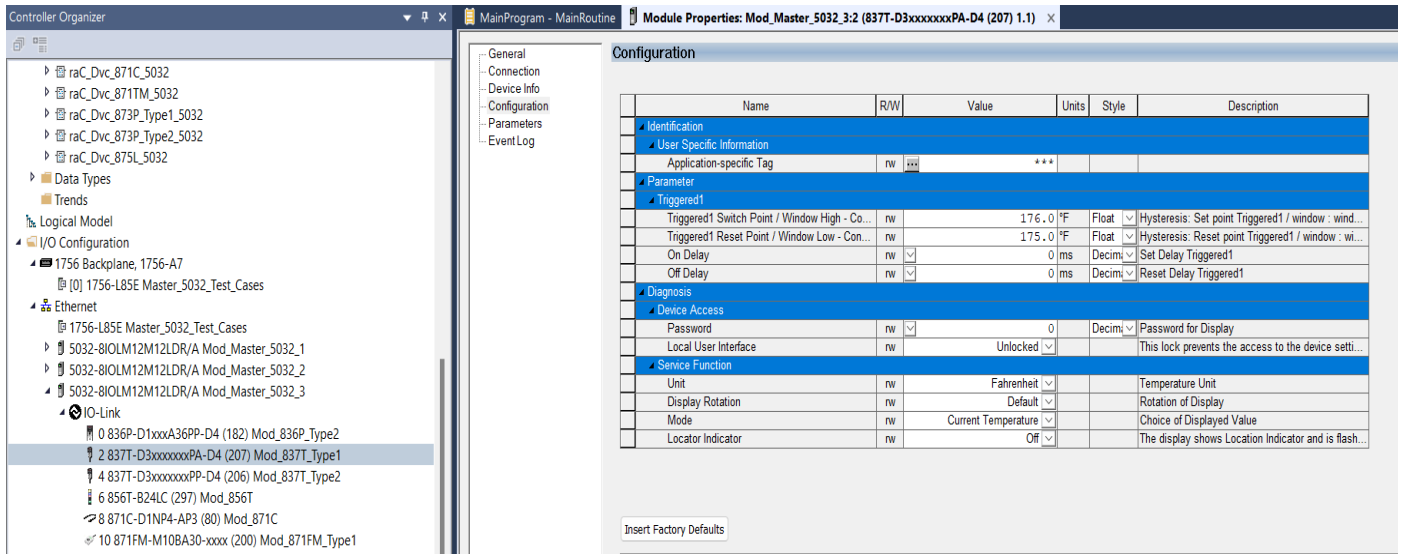 Controller Organizer
raC_Dvc_871C_5032
raC_Dvc_871TM_5032
raC_Dvc_873P_Type1_5032
raC_Dvc_873P_Type2_5032
raC_Dvc_875L_5032
Data Types
Trends
Logical Model
I/O Configuration
1756 Backplane, 1756-A7
[0] 1756-L85E Master_5032_Test_Cases
Ethernet
1756-L85E Master_5032_Test_Cases
5032-8IOLM12M12LDR/A Mod_Master_5032_1
5032-8IOLM12M12LDR/A Mod_Master_5032_2
5032-8IOLM12M12LDR/A Mod_Master_5032_3
IO-Link
0 836P-D1xxxA36PP-D4 (182) Mod_836P_Type2
2 837T-D3xxxxxxxPA-D4 (207) Mod_837T_Type1
4 837T-D3xxxxxxxPP-D4 (206) Mod_837T_Type2
6 856T-B24LC (297) Mod_856T
8 871C-D1NP4-AP3 (80) Mod_871C
10 871FM-M10BA30-xxxx (200) Mod_871FM_Type1
MainProgram - MainRoutine Module Properties: Mod_Master_5032_3:2 (837T-D3xxxxxxxPA-D4 (207) 1.1) ×
General
Connection
Device Info
Configuration
Parameters
Event Log
Configuration
Name R/W Value Units Style Description
Identification
User Specific Information
Application-specific Tag rw ... ***
Parameter
Triggered1
Triggered1 Switch Point / Window High - Co... rw 176.0 °F Float Hysteresis: Set point Triggered1 / window : wind...
Triggered1 Reset Point / Window Low - Con... rw 175.0 °F Float Hysteresis: Reset point Triggered1 / window : wi...
On Delay rw 0 ms Decima Set Delay Triggered1
Off Delay rw 0 ms Decima Reset Delay Triggered1
Diagnosis
Device Access
Password rw 0 Decima Password for Display
Local User Interface rw Unlocked This lock prevents the access to the device setti...
Service Function
Unit rw Fahrenheit Temperature Unit
Display Rotation rw Default Rotation of Display
Mode rw Current Temperature Choice of Displayed Value
Locator Indicator rw Off The display shows Location Indicator and is flash...
Insert Factory Defaults